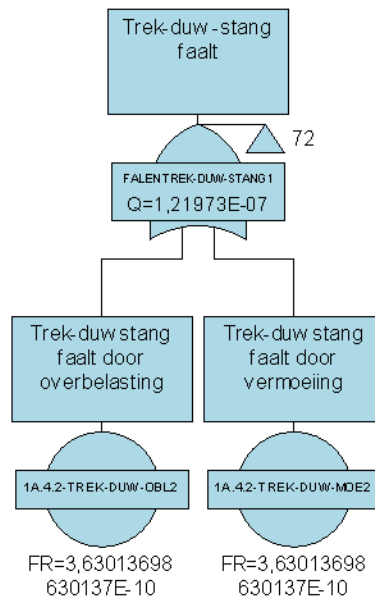 Trek-duw-stang
faalt
72
FALENTREK-DUW-STANG1
Q=1,21973E-07
Trek-duw stang
faalt door
overbelasting
Trek-duw stang
faalt door
vermoeiing
1A.4.2-TREK-DUW-OBL2
1A.4.2-TREK-DUW-MOE2
FR=3,63013698
630137E-10
FR=3,63013698
630137E-10